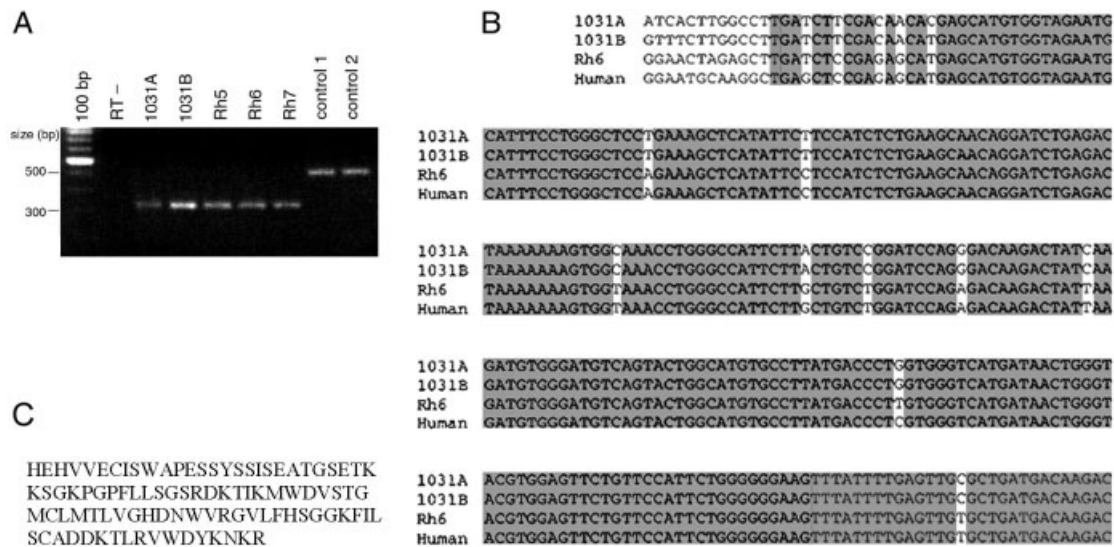 A
100 bp
RT –
1031A
1031B
Rh5
Rh6
Rh7
control 1
control 2
size (bp)
500
300
B
1031A ATCACTTGGCCTTGATCTTCGACAACACGAGCATGTGGTAGAATG
1031B GTTTCTTGGCCTTGATCTTCGACAACATGAGCATGTGGTAGAATG
Rh6 GGAACTAGAGCTTGATCTCCGAGAGCATGAGCATGTGGTAGAATG
Human GGAATGCAAGGCTGAGCTCCGAGAGCATGAGCATGTGGTAGAATG
1031A CATTTCCTGGGCTCCTGAAAGCTCATATTCTTCCATCTCTGAAGCAACAGGATCTGAGAC
1031B CATTTCCTGGGCTCCTGAAAGCTCATATTCTTCCATCTCTGAAGCAACAGGATCTGAGAC
Rh6 CATTTCCTGGGCTCCAGAAAGCTCATATTCCTCCATCTCTGAAGCAACAGGATCTGAGAC
Human CATTTCCTGGGCTCCAGAAAGCTCATATTCCTCCATCTCTGAAGCAACAGGATCTGAGAC
1031A TAAAAAAAGTGGCAAACCTGGGCCATTCTTACTGTCCGGATCCAGGGACAAGACTATCAA
1031B TAAAAAAAGTGGCAAACCTGGGCCATTCTTACTGTCCGGATCCAGGGACAAGACTATCAA
Rh6 TAAAAAAAGTGGTAAACCTGGGCCATTCTTGCTGTCTGGATCCAGAGACAAGACTATTAA
Human TAAAAAAAGTGGTAAACCTGGGCCATTCTTGCTGTCTGGATCCAGAGACAAGACTATTAA
1031A GATGTGGGATGTCAGTACTGGCATGTGCCTTATGACCCTGGTGGGTCATGATAACTGGGT
1031B GATGTGGGATGTCAGTACTGGCATGTGCCTTATGACCCTGGTGGGTCATGATAACTGGGT
Rh6 GATGTGGGATGTCAGTACTGGCATGTGCCTTATGACCCTTGTGGGTCATGATAACTGGGT
Human GATGTGGGATGTCAGTACTGGCATGTGCCTTATGACCCTCGTGGGTCATGATAACTGGGT
1031A ACGTGGAGTTCTGTTCCATTCTGGGGGGAAGTTTATTTTGAGTTGCGCTGATGACAAGAC
1031B ACGTGGAGTTCTGTTCCATTCTGGGGGGAAGTTTATTTTGAGTTGCGCTGATGACAAGAC
Rh6 ACGTGGAGTTCTGTTCCATTCTGGGGGGAAGTTTATTTTGAGTTGTGCTGATGACAAGAC
Human ACGTGGAGTTCTGTTCCATTCTGGGGGGAAGTTTATTTTGAGTTGTGCTGATGACAAGAC
C
HEHVVECISWAPESSYSSISEATGSETK
KSGKPGPFLLSGSRDKTIKMWDVSTG
MCLMTLVGHDNWVRGVLFHSGGKFIL
SCADDKTLRVWDYKNKR